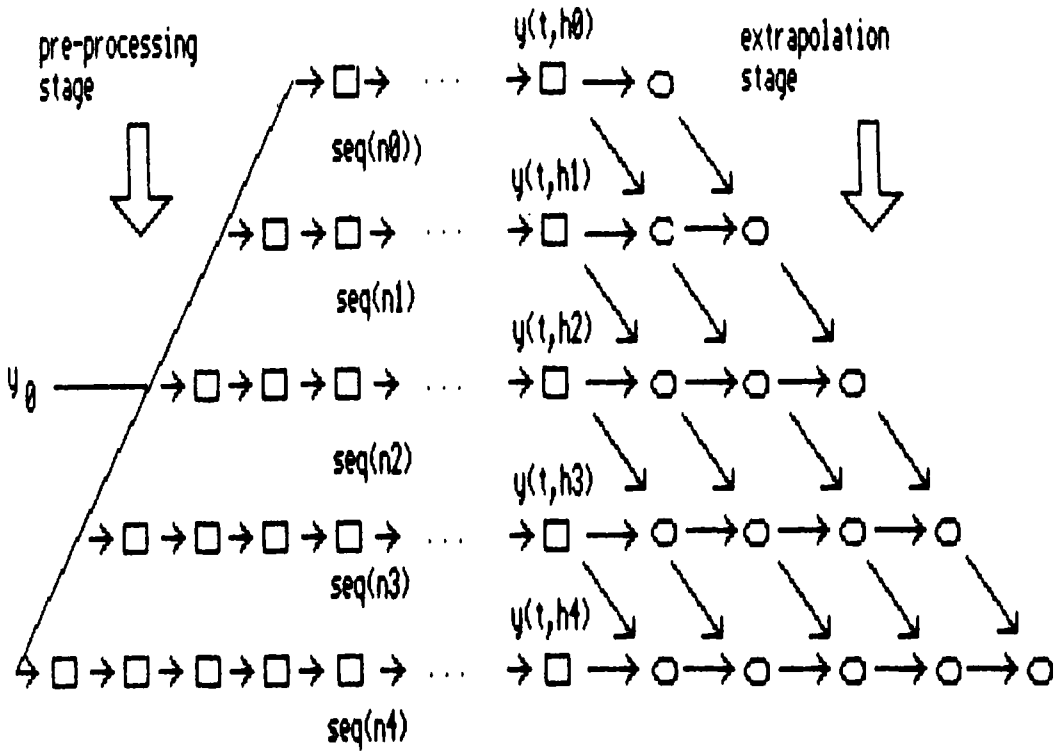 pre-processing
stage
y(t,h0)
extrapolation
stage
seq(n0))
y(t,h1)
seq(n1)
y(t,h2)
y0
seq(n2)
y(t,h3)
seq(n3)
y(t,h4)
seq(n4)